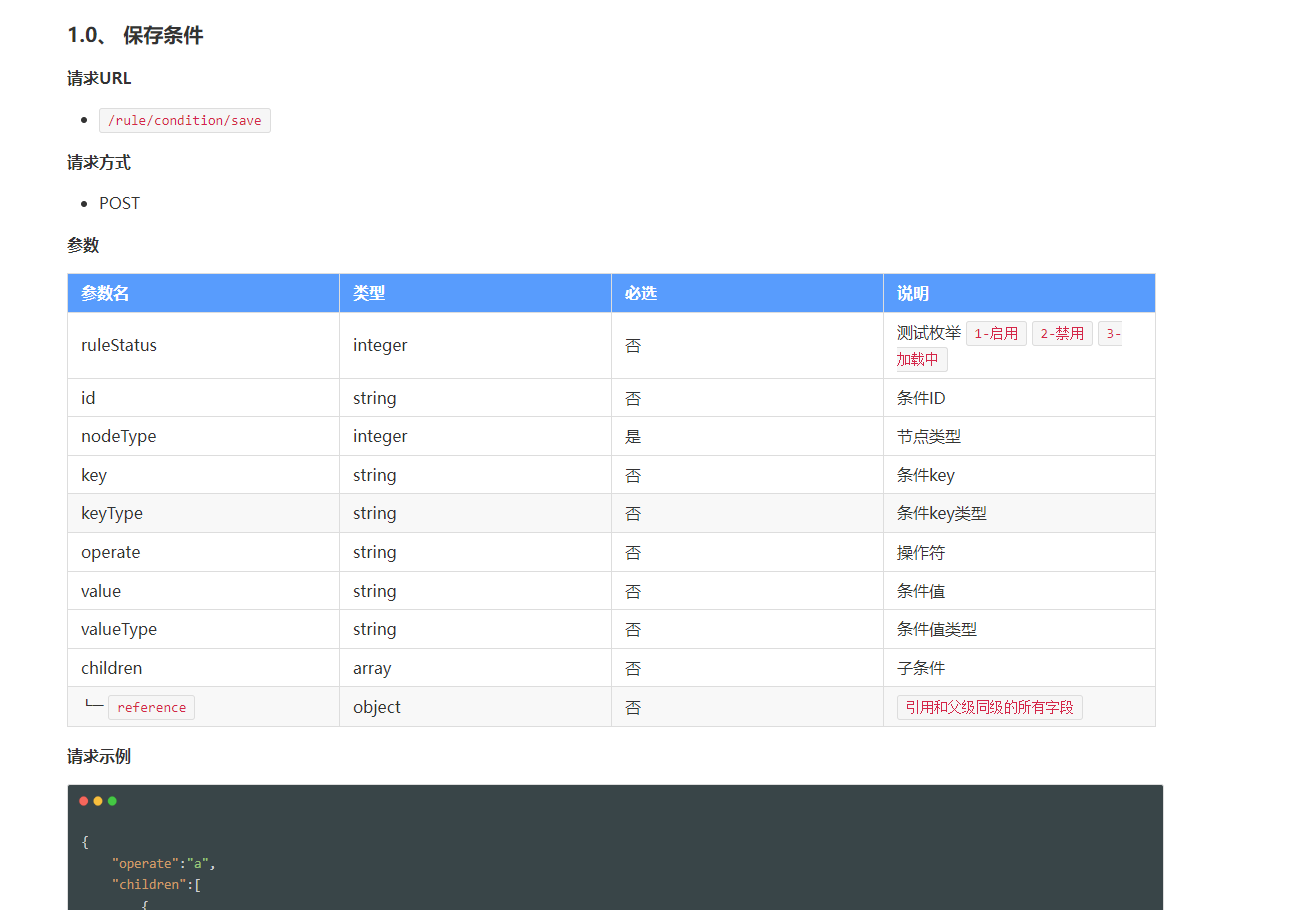 1.0、 保存条件
请求URL
/rule/condition/save
请求方式
POST
参数
参数名 类型 必选 说明
ruleStatus integer 否 测试枚举 1-启用 2-禁用 3-
加载中
id string 否 条件ID
nodeType integer 是 节点类型
key string 否 条件key
keyType string 否 条件key类型
operate string 否 操作符
value string 否 条件值
valueType string 否 条件值类型
children array 否 子条件
└─ reference object 否 引用和父级同级的所有字段
请求示例
{
"operate":"a",
"children":[
{